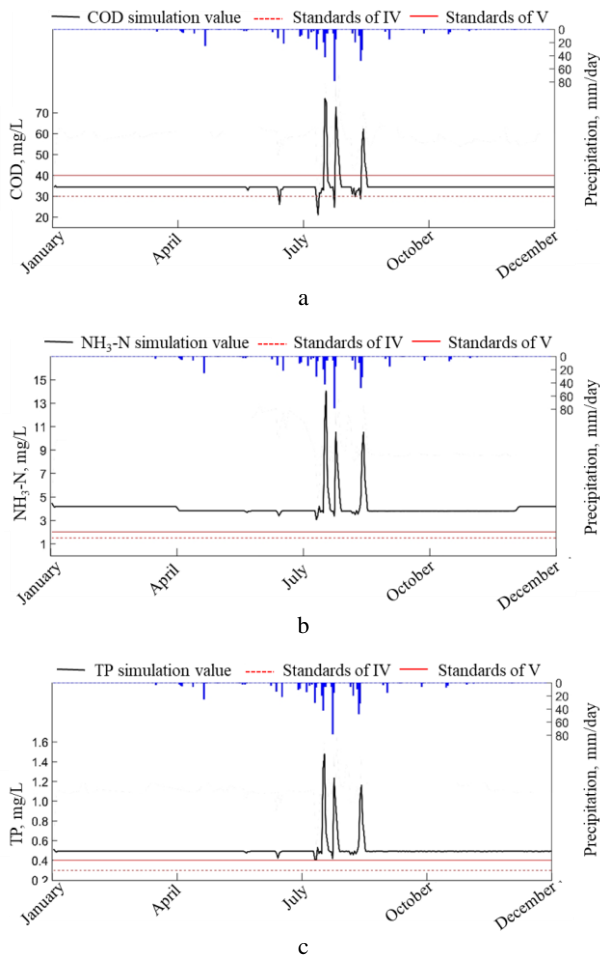 COD simulation value Standards of IV Standards of V
0
20
40
60
80
70
60
50
40
30
20
COD, mg/L
Precipitation, mm/day
January April July October December
a
NH₃-N simulation value Standards of IV Standards of V
0
20
40
60
80
15
13
11
9
7
5
3
1
NH₃-N, mg/L
Precipitation, mm/day
January April July October December
b
TP simulation value Standards of IV Standards of V
0
20
40
60
80
1.6
1.4
1.2
1.0
0.8
0.6
0.4
0.2
TP, mg/L
Precipitation, mm/day
January April July October December
c